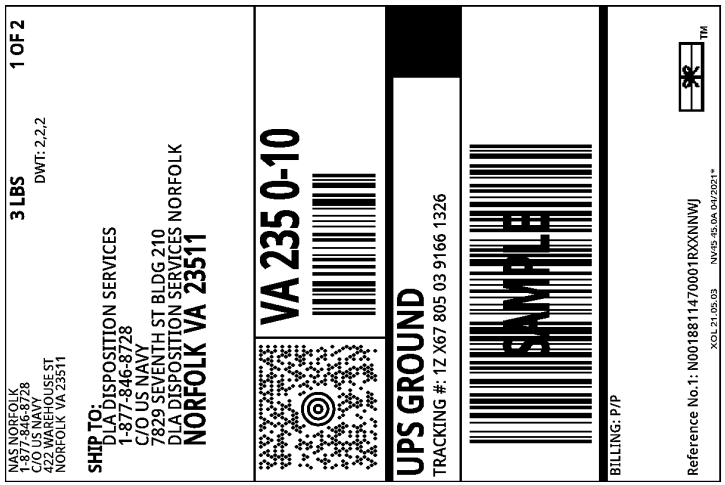 NAS NORFOLK
1-877-846-8728
C/O US NAVY
422 WAREHOUSE ST
NORFOLK VA 23511
3 LBS
1 OF 2
DWT: 2,2,2
SHIP TO:
DLA DISPOSITION SERVICES
1-877-846-8728
C/O US NAVY
7829 SEVENTH ST BLDG 210
DLA DISPOSITION SERVICES NORFOLK
NORFOLK VA 23511
VA 235 0-10
UPS GROUND
TRACKING #: 1Z X67 805 03 9166 1326
SAMPLE
BILLING: P/P
Reference No.1: N0018811470001RXXNNWJ
XOL 21.05.03 NV45 45.0A 04/2021*
TM